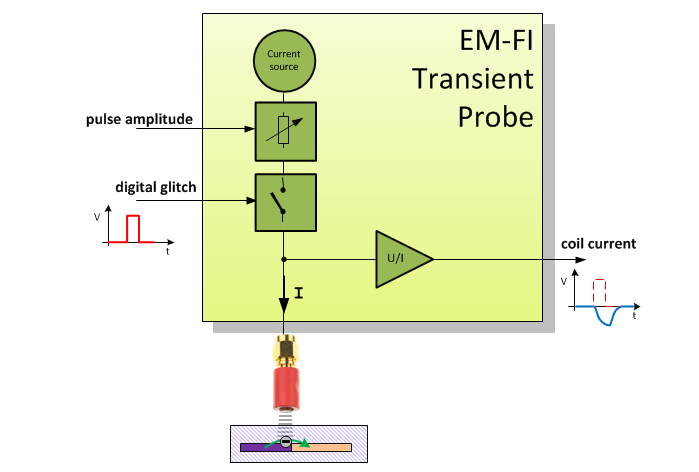 EM-FI
Transient
Probe
Current
source
pulse amplitude
digital glitch
V
t
U/I
coil current
I
V
t